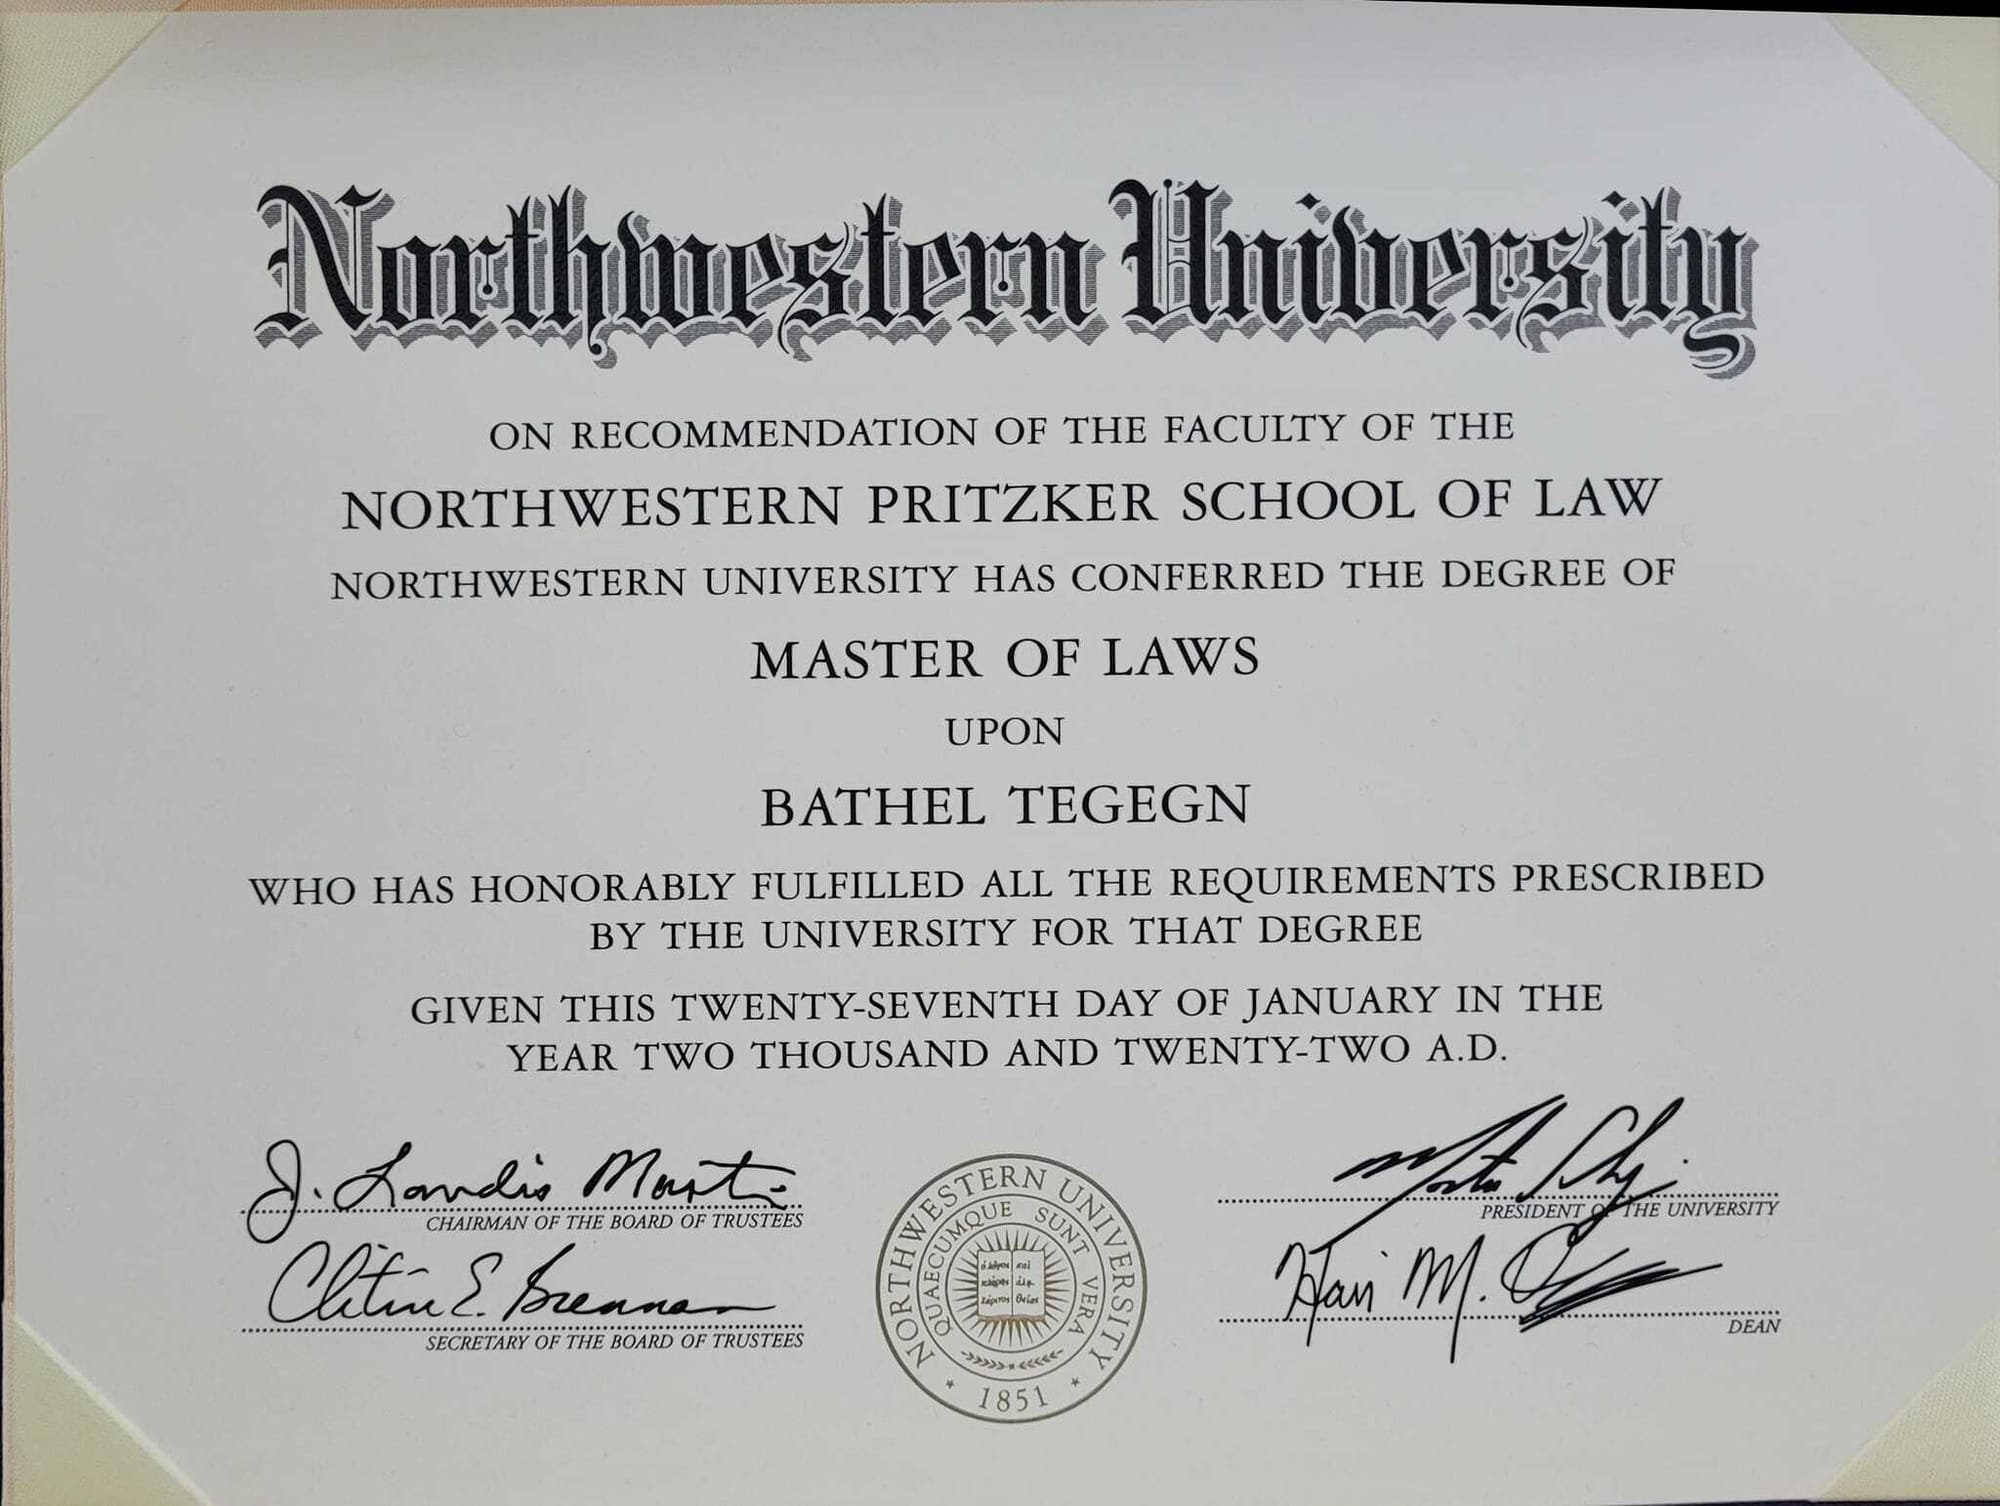 Northwestern University
ON RECOMMENDATION OF THE FACULTY OF THE
NORTHWESTERN PRITZKER SCHOOL OF LAW
NORTHWESTERN UNIVERSITY HAS CONFERRED THE DEGREE OF
MASTER OF LAWS
UPON
BATHEL TEGEGN
WHO HAS HONORABLY FULFILLED ALL THE REQUIREMENTS PRESCRIBED
BY THE UNIVERSITY FOR THAT DEGREE
GIVEN THIS TWENTY-SEVENTH DAY OF JANUARY IN THE
YEAR TWO THOUSAND AND TWENTY-TWO A.D.
J. Landis Martin
CHAIRMAN OF THE BOARD OF TRUSTEES
E. Brennan
SECRETARY OF THE BOARD OF TRUSTEES
NORTHWESTERN UNIVERSITY
QUAECUMQUE SUNT VERA
1851
PRESIDENT OF THE UNIVERSITY
Hari M.
DEAN